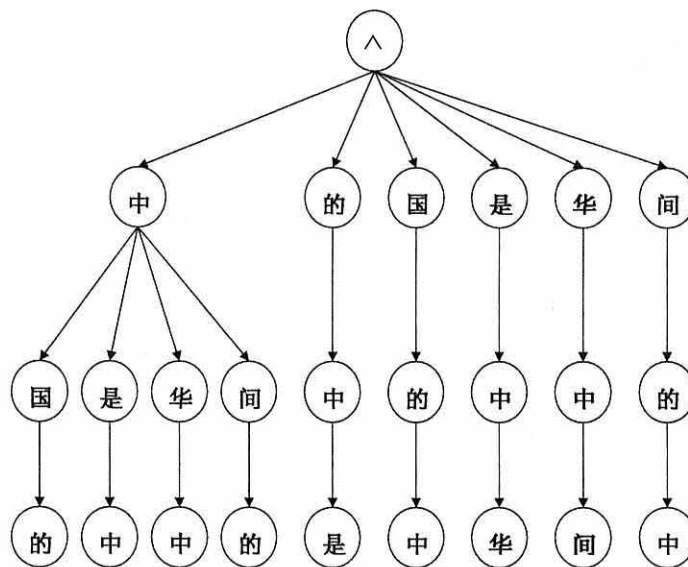 ∧
中 的 国 是 华 间
国 是 华 间 中 的 中 中 的
的 中 中 的 是 中 华 间 中